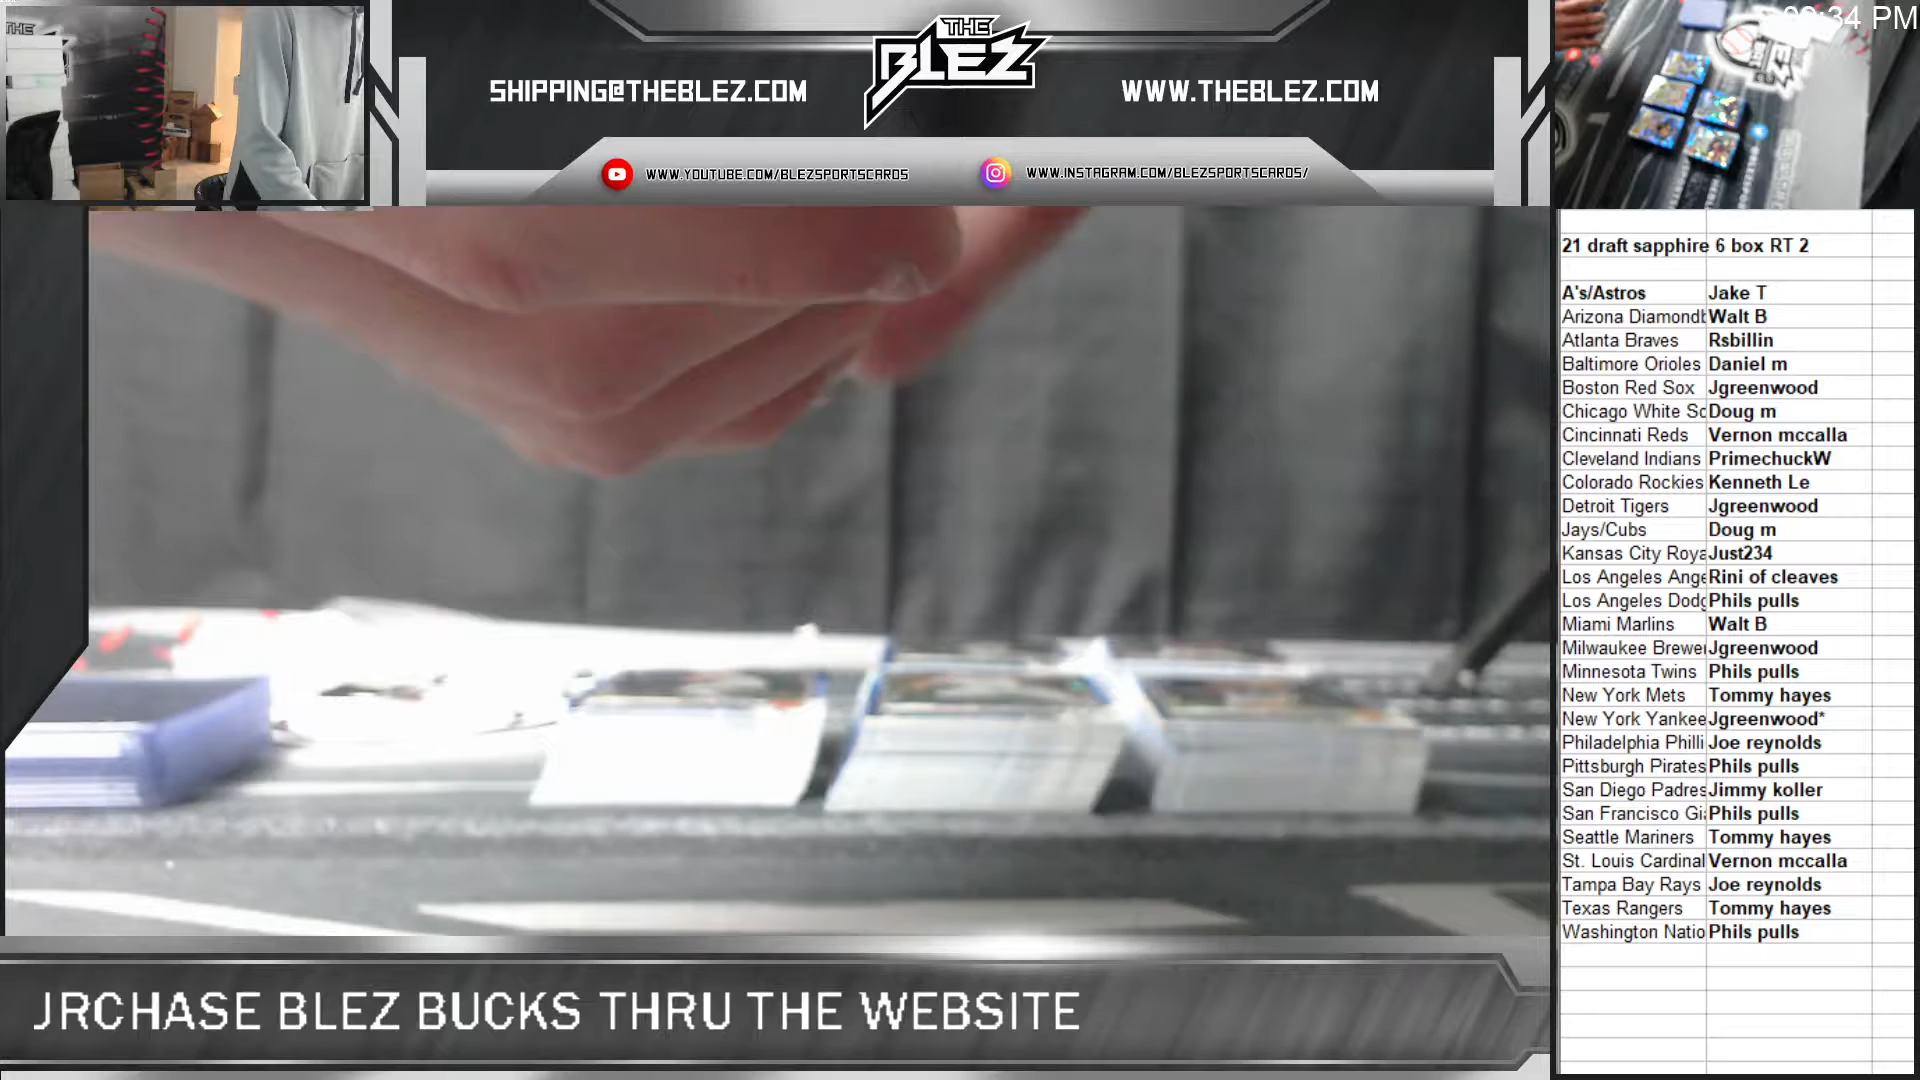 THE
BLEZ
SHIPPING@THEBLEZ.COM
WWW.THEBLEZ.COM
WWW.YOUTUBE.COM/BLEZSPORTSCARDS
WWW.INSTAGRAM.COM/BLEZSPORTSCARDS/
:34 PM
21 draft sapphire 6 box RT 2
A's/Astros Jake T
Arizona Diamondb Walt B
Atlanta Braves Rsbillin
Baltimore Orioles Daniel m
Boston Red Sox Jgreenwood
Chicago White So Doug m
Cincinnati Reds Vernon mccalla
Cleveland Indians PrimechuckW
Colorado Rockies Kenneth Le
Detroit Tigers Jgreenwood
Jays/Cubs Doug m
Kansas City Roya Just234
Los Angeles Ange Rini of cleaves
Los Angeles Dodg Phils pulls
Miami Marlins Walt B
Milwaukee Brewer Jgreenwood
Minnesota Twins Phils pulls
New York Mets Tommy hayes
New York Yankee Jgreenwood*
Philadelphia Philli Joe reynolds
Pittsburgh Pirates Phils pulls
San Diego Padres Jimmy koller
San Francisco Gi Phils pulls
Seattle Mariners Tommy hayes
St. Louis Cardinal Vernon mccalla
Tampa Bay Rays Joe reynolds
Texas Rangers Tommy hayes
Washington Natio Phils pulls
JRCHASE BLEZ BUCKS THRU THE WEBSITE